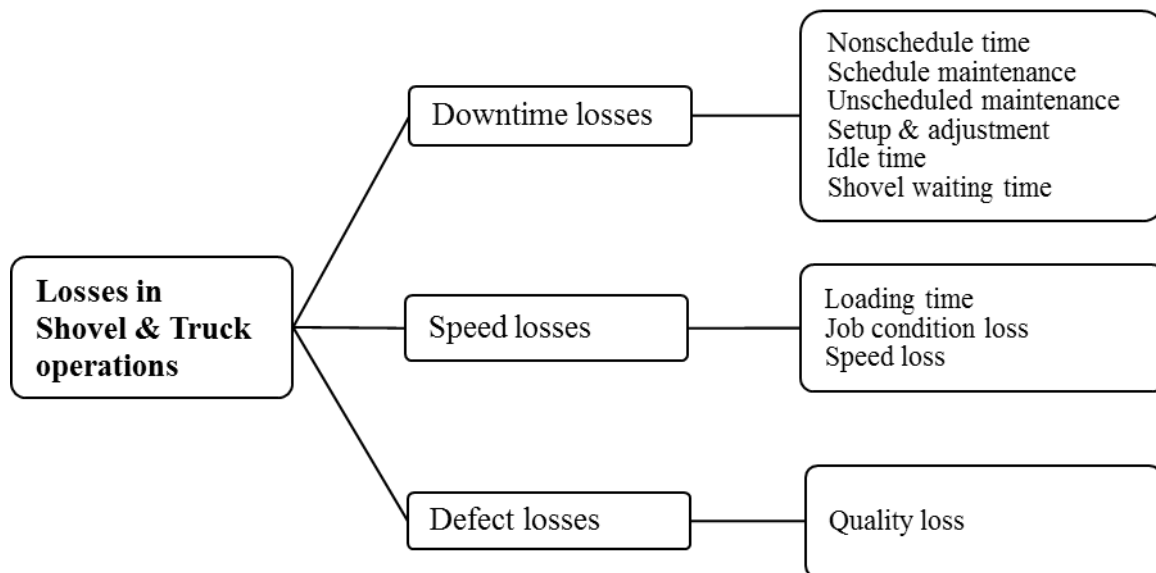 Losses in
Shovel & Truck
operations
Downtime losses
Nonschedule time
Schedule maintenance
Unscheduled maintenance
Setup & adjustment
Idle time
Shovel waiting time
Speed losses
Loading time
Job condition loss
Speed loss
Defect losses
Quality loss